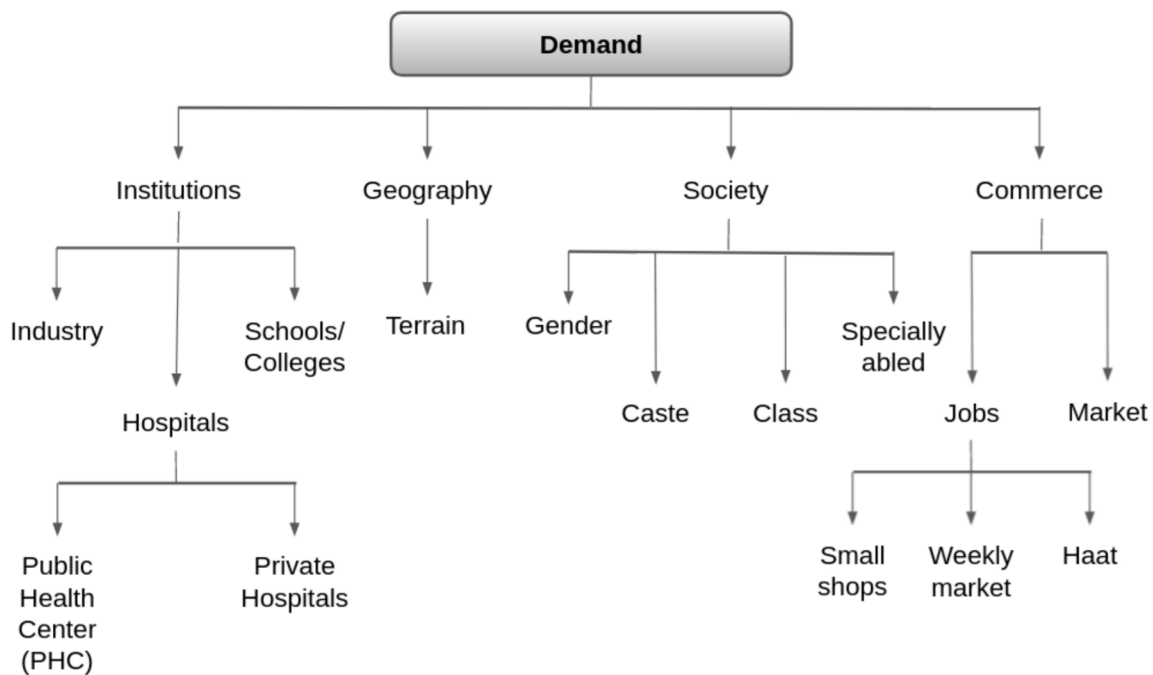 Demand
Institutions
Geography
Society
Commerce
Industry
Schools/
Colleges
Terrain
Gender
Specially
abled
Hospitals
Caste
Class
Jobs
Market
Public
Health
Center
(PHC)
Private
Hospitals
Small
shops
Weekly
market
Haat